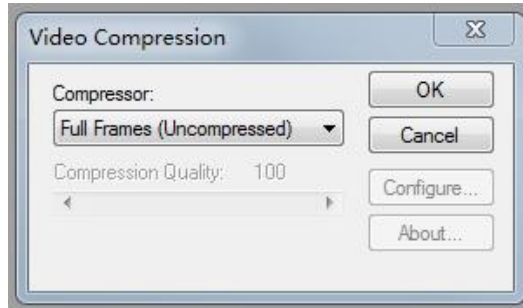 Video Compression
Compressor:
OK
Full Frames (Uncompressed)
Cancel
Compression Quality: 100
Configure...
About...